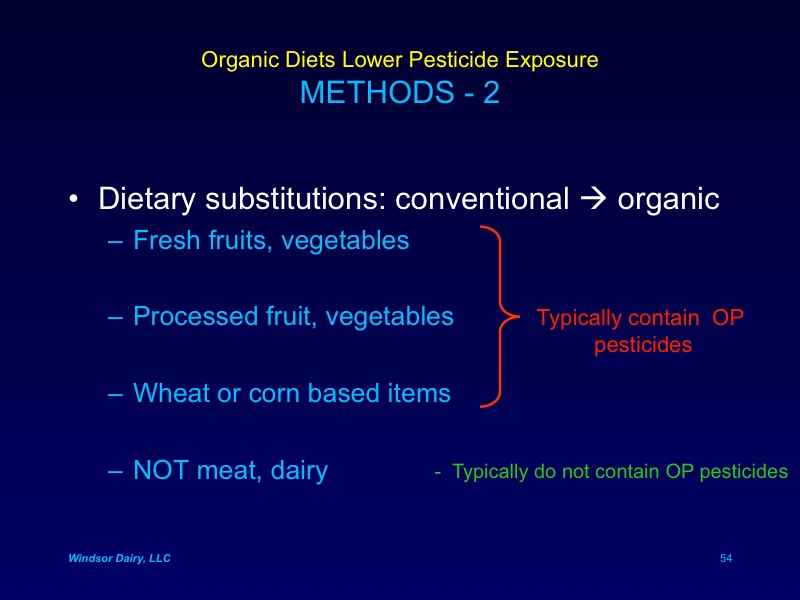 Organic Diets Lower Pesticide Exposure
METHODS - 2
• Dietary substitutions: conventional → organic
– Fresh fruits, vegetables
– Processed fruit, vegetables
Typically contain  OP
pesticides
– Wheat or corn based items
– NOT meat, dairy
- Typically do not contain OP pesticides
Windsor Dairy, LLC
54